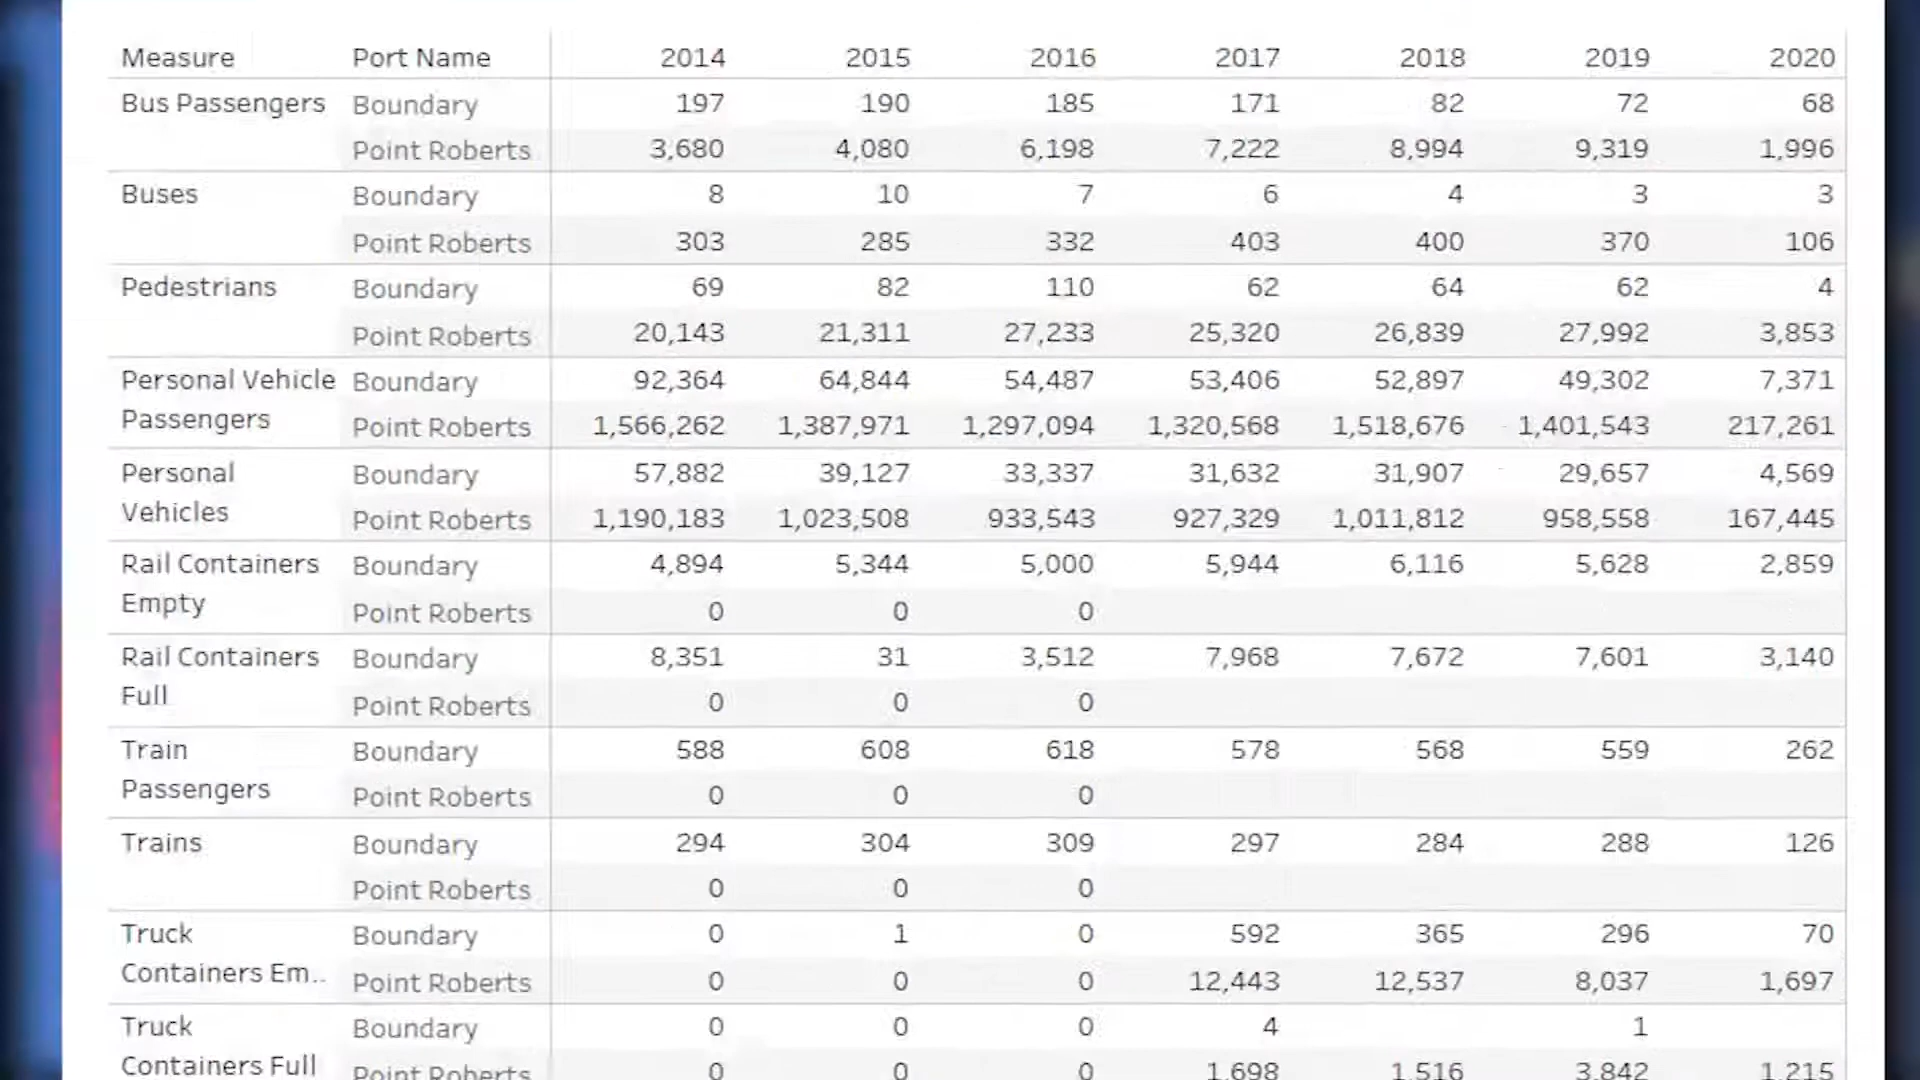 Measure Port Name 2014 2015 2016 2017 2018 2019 2020
Bus Passengers Boundary 197 190 185 171 82 72 68
Point Roberts 3,680 4,080 6,198 7,222 8,994 9,319 1,996
Buses Boundary 8 10 7 6 4 3 3
Point Roberts 303 285 332 403 400 370 106
Pedestrians Boundary 69 82 110 62 64 62 4
Point Roberts 20,143 21,311 27,233 25,320 26,839 27,992 3,853
Personal Vehicle Boundary 92,364 64,844 54,487 53,406 52,897 49,302 7,371
Passengers Point Roberts 1,566,262 1,387,971 1,297,094 1,320,568 1,518,676 1,401,543 217,261
Personal Boundary 57,882 39,127 33,337 31,632 31,907 29,657 4,569
Vehicles Point Roberts 1,190,183 1,023,508 933,543 927,329 1,011,812 958,558 167,445
Rail Containers Boundary 4,894 5,344 5,000 5,944 6,116 5,628 2,859
Empty Point Roberts 0 0 0
Rail Containers Boundary 8,351 31 3,512 7,968 7,672 7,601 3,140
Full Point Roberts 0 0 0
Train Boundary 588 608 618 578 568 559 262
Passengers Point Roberts 0 0 0
Trains Boundary 294 304 309 297 284 288 126
Point Roberts 0 0 0
Truck Boundary 0 1 0 592 365 296 70
Containers Em.. Point Roberts 0 0 0 12,443 12,537 8,037 1,697
Truck Boundary 0 0 0 4 1
Containers Full Point Roberts 0 0 0 1,698 1,516 3,842 1,215